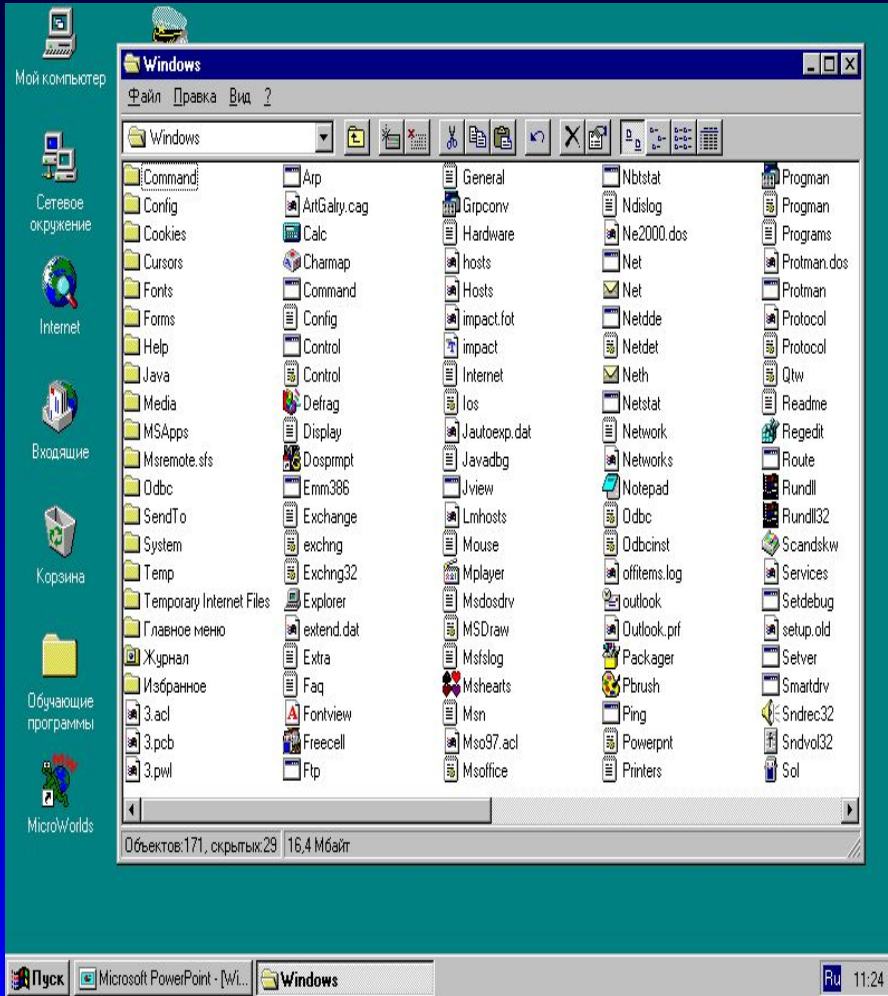 Мой компьютер
Сетевое
окружение
Internet
Входящие
Корзина
Обучающие
программы
MW
MicroWorlds
Windows
Файл Правка Вид ?
Windows
Command
Config
Cookies
Cursors
Fonts
Forms
Help
Java
Media
MSApps
Msremote.sfs
Odbc
SendTo
System
Temp
Temporary Internet Files
Главное меню
Журнал
Избранное
3.acl
3.pcb
3.pwl
Arp
ArtGalry.cag
Calc
Charmap
Command
Config
Control
Control
Defrag
Display
Dosprmpt
Emm386
Exchange
exchng
Exchng32
Explorer
extend.dat
Extra
Faq
Fontview
Freecell
Ftp
General
Grpconv
Hardware
hosts
Hosts
impact.fot
impact
Internet
Ios
Jautoexp.dat
Javadbg
Jview
Lmhosts
Mouse
Mplayer
Msdosdrv
MSDraw
Msfslog
Mshearts
Msn
Mso97.acl
Msoffice
Nbtstat
Ndislog
Ne2000.dos
Net
Net
Netdde
Netdet
Neth
Netstat
Network
Networks
Notepad
Odbc
Odbcinst
offitems.log
outlook
Outlook.prf
Packager
Pbrush
Ping
Powerpnt
Printers
Progman
Progman
Programs
Protman.dos
Protman
Protocol
Protocol
Qtw
Readme
Regedit
Route
Rundll
Rundll32
Scandskw
Services
Setdebug
setup.old
Setver
Smartdrv
Sndrec32
Sndvol32
Sol
Объектов:171, скрытых:29 16,4 Мбайт
Пуск Microsoft PowerPoint - [Wi... Windows Ru 11:24